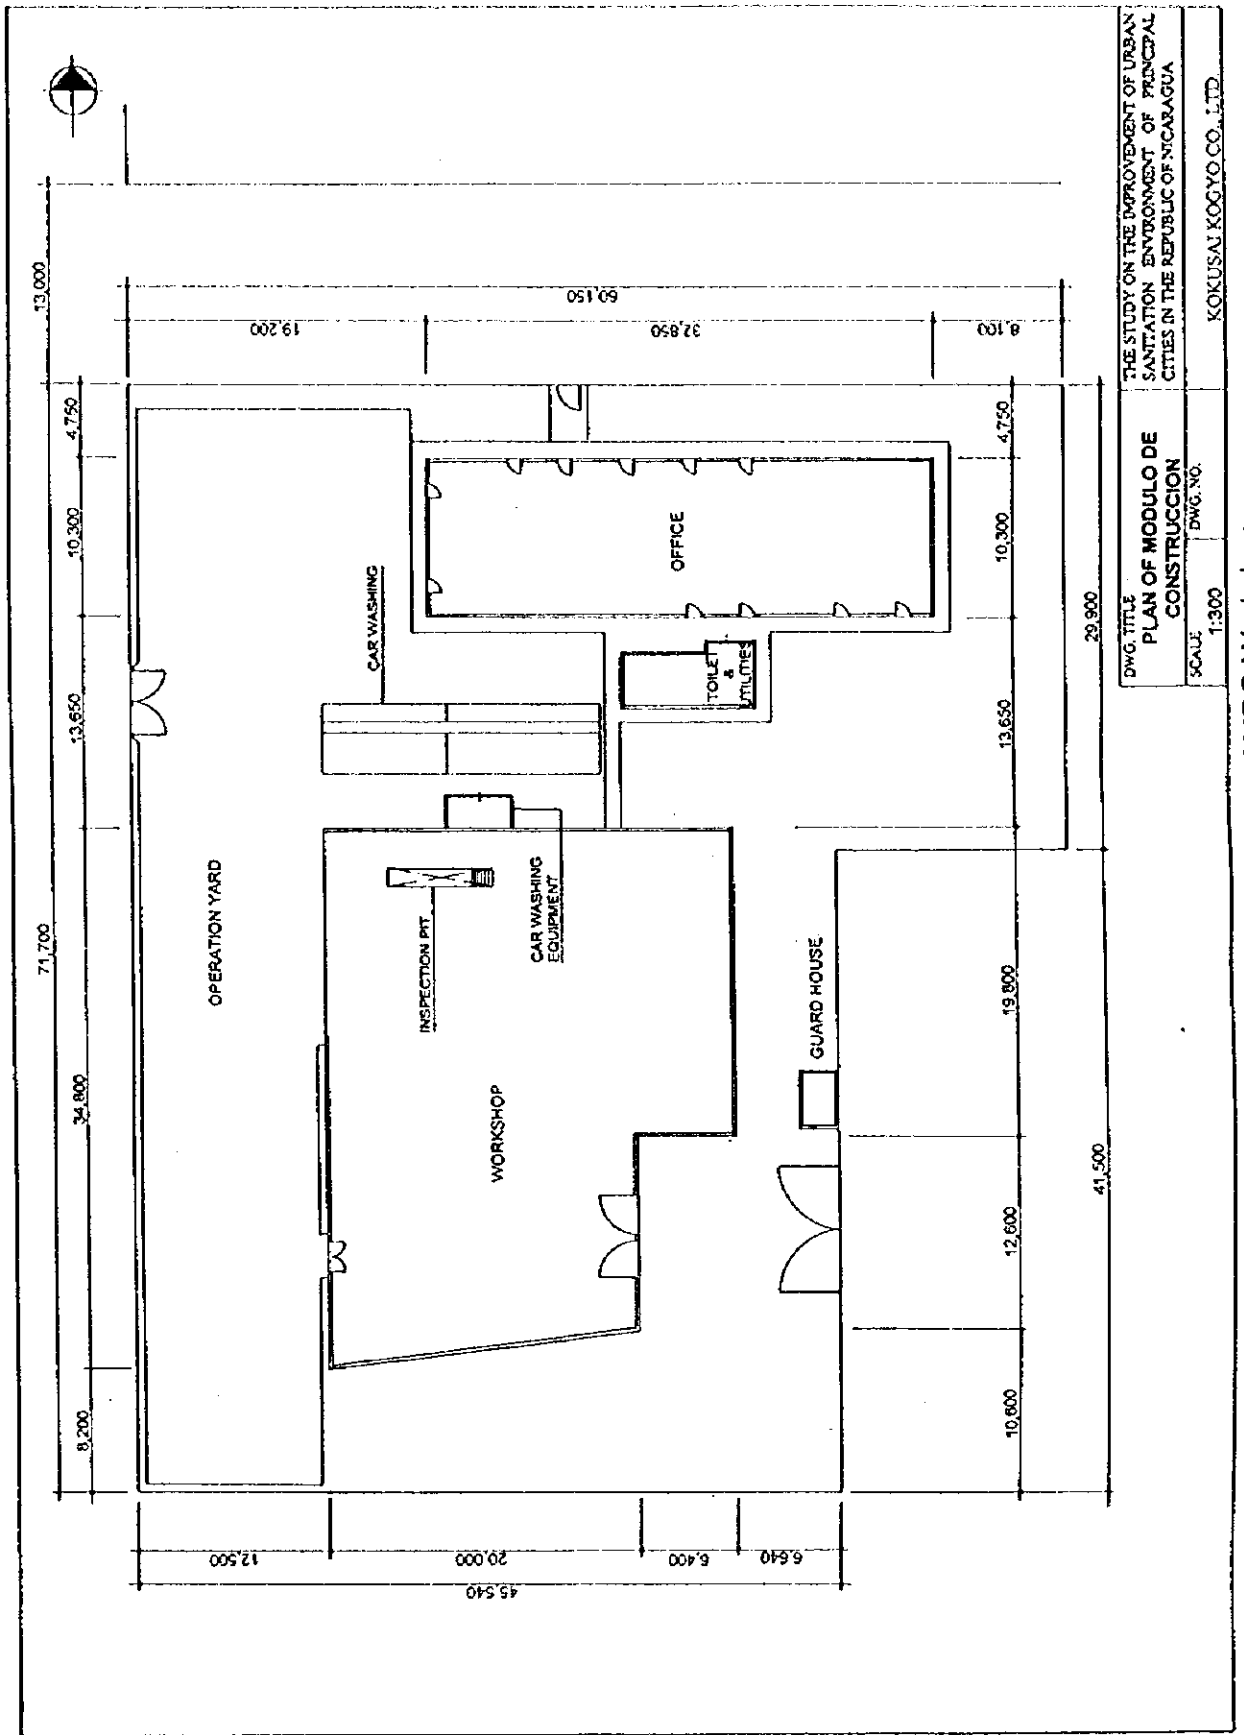 13,000
71,700
8,200
34,800
13,650
10,300
4,750
12,500
20,000
6,400
6,640
45,540
19,200
32,850
8,100
60,150
OPERATION YARD
CAR WASHING
INSPECTION PIT
CAR WASHING
EQUIPMENT
WORKSHOP
OFFICE
TOILET
&
UTILITIES
GUARD HOUSE
10,600
12,600
19,800
13,650
10,300
4,750
41,500
29,900
DWG. TITLE
PLAN OF MODULO DE
CONSTRUCCION
SCALE
1:300
DWG. NO.
THE STUDY ON THE IMPROVEMENT OF URBAN
SANITATION ENVIRONMENT OF PRINCIPAL
CITIES IN THE REPUBLIC OF NICARAGUA
KOKUSAI KOGYO CO., LTD.